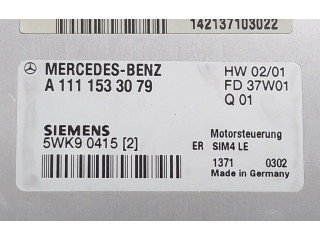 142137103022
MERCEDES-BENZ
A 111 153 30 79
HW 02/01
FD 37W01
Q 01
SIEMENS
5WK9 0415 [2]
Motorsteuerung
ER SIM4 LE
1371 0302
Made in Germany